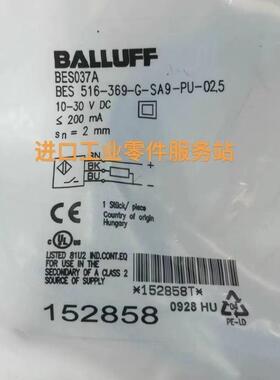 BALLUFF
BES037A
BES 516-369-G-SA9-PU-02,5
10-30 V DC
≤ 200 mA
sn = 2 mm
进口工业零件服务站
BN
BK
BU
CE
1 Stück/ piece
Country of origin
Hungary
c UL US
LISTED 81U2 IND.CONT.EQ
FOR USE IN THE
SECONDARY OF A CLASS 2
SOURCE OF SUPPLY
*152858T*
152858
0928 HU
PE-LD